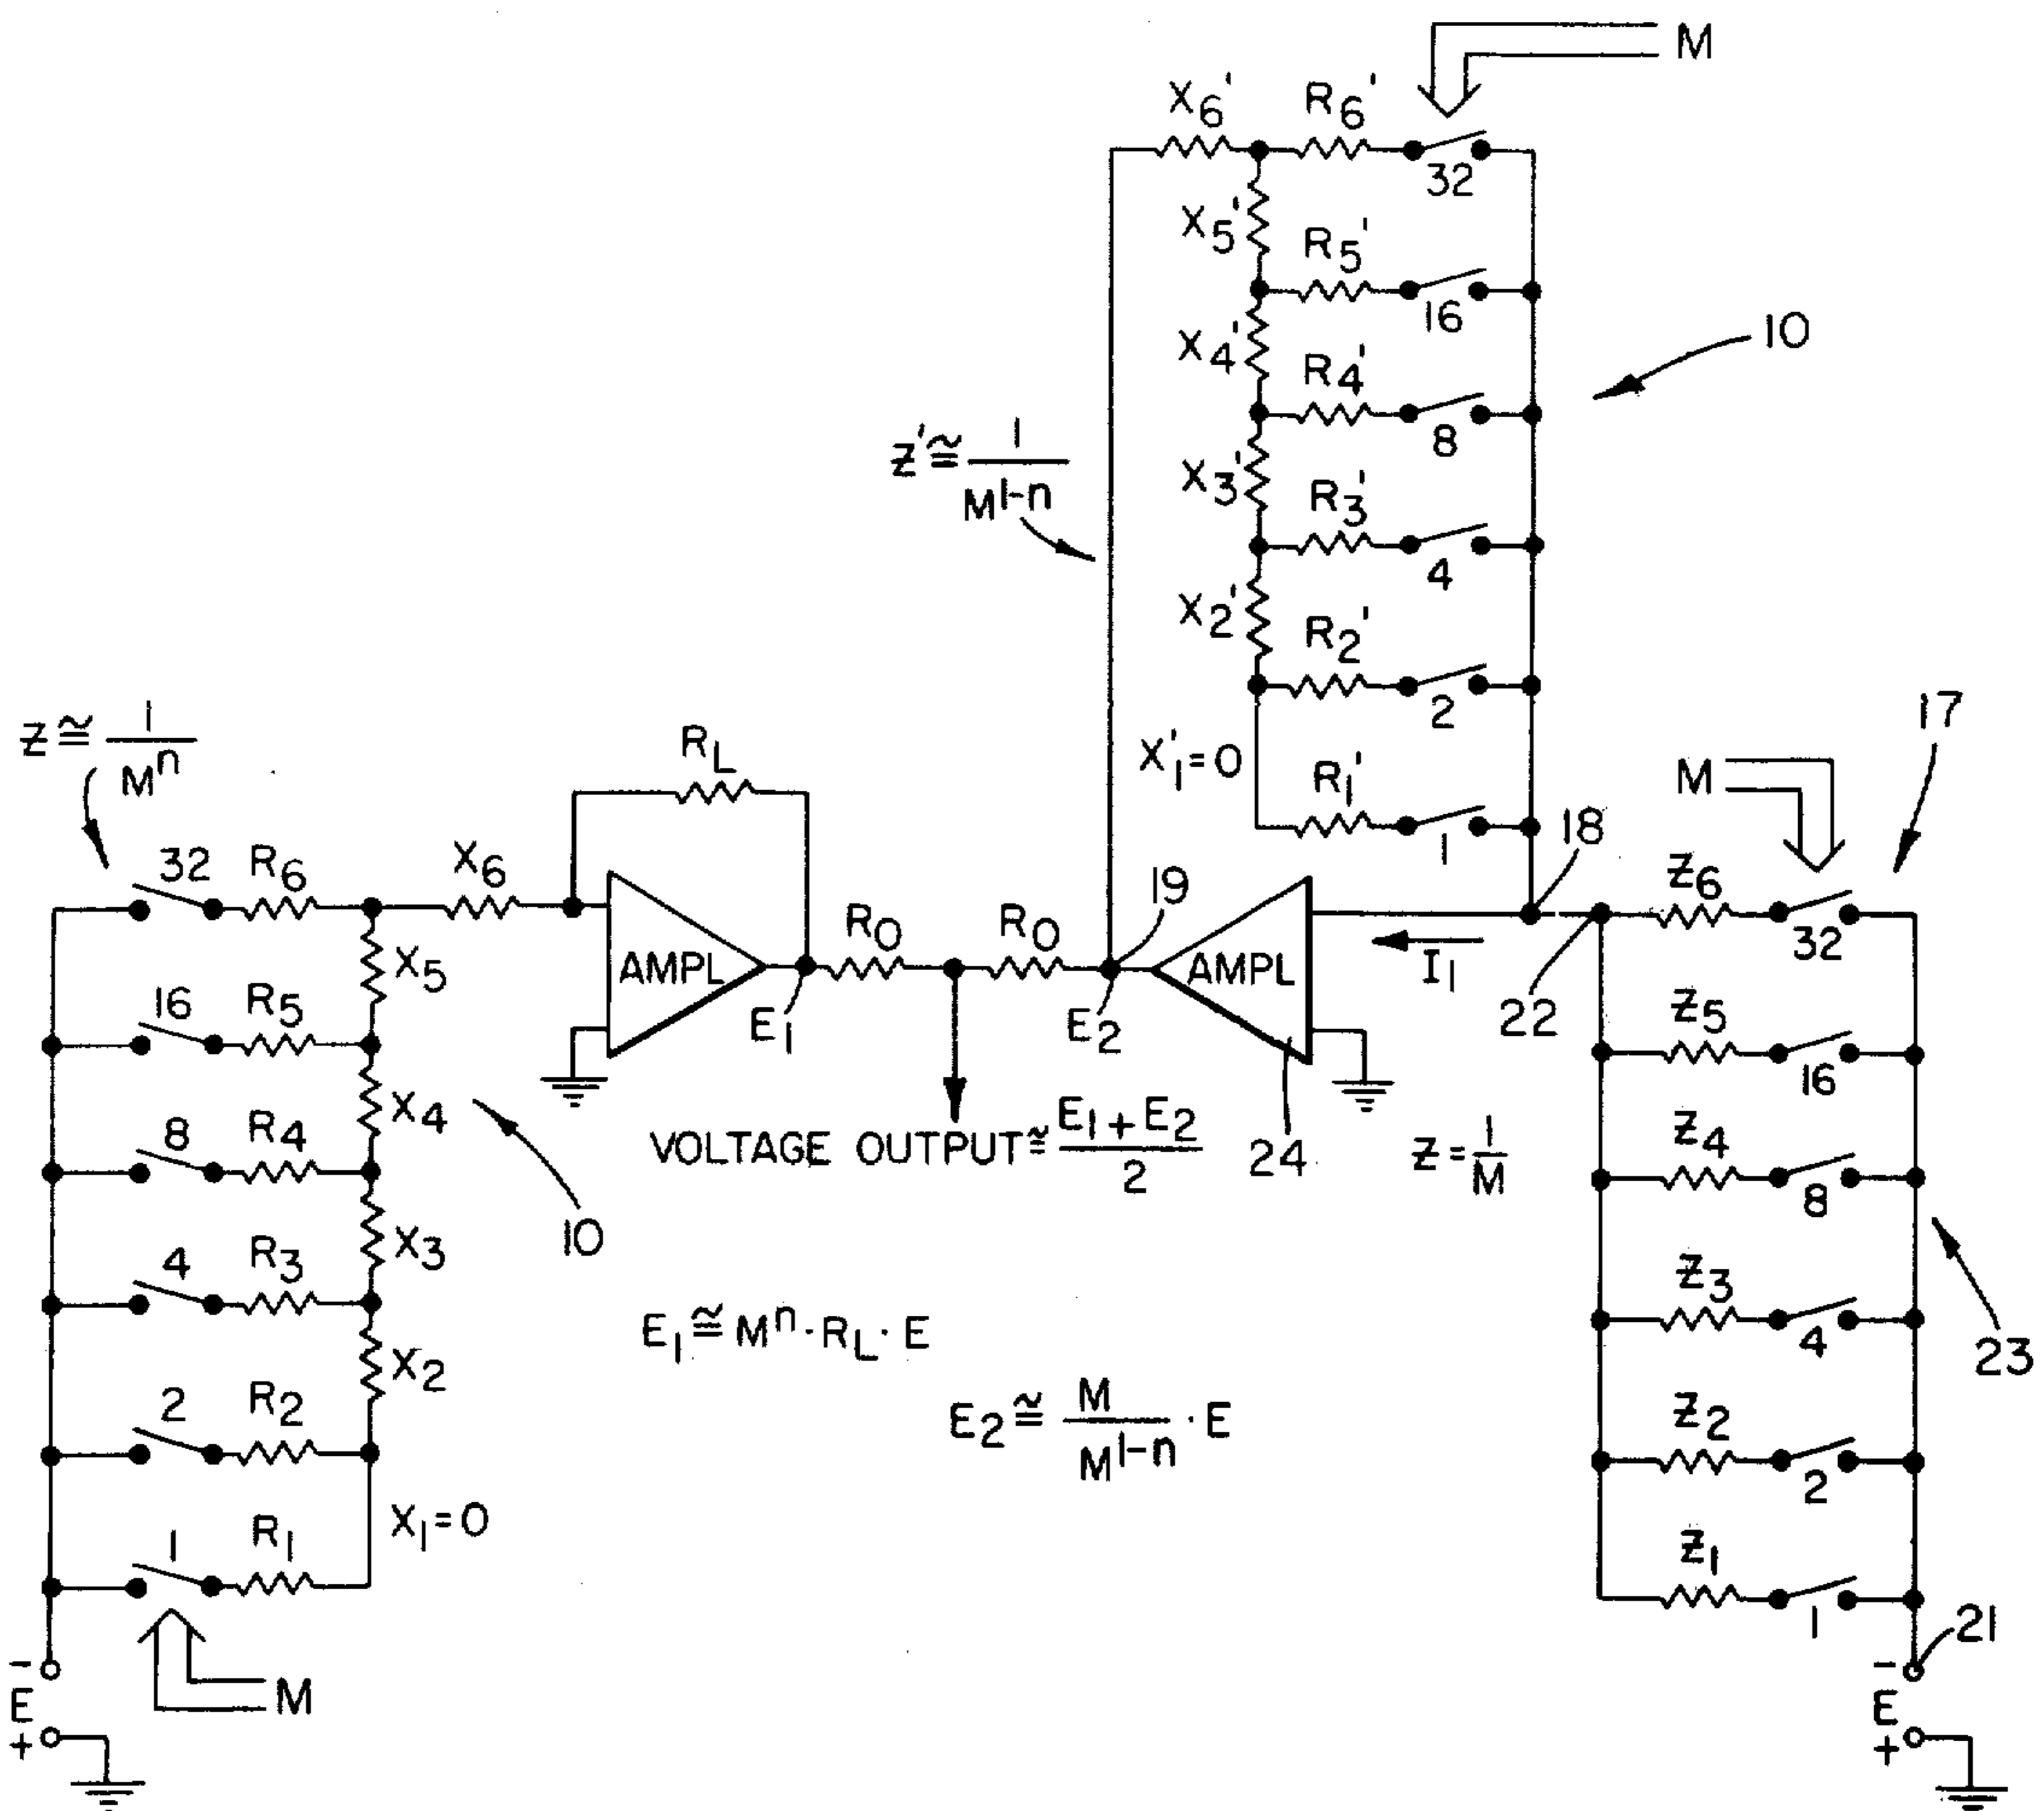 M
X6' R6'
32
X5'
R5'
16
10
X4'
R4'
8
Z' ≅ 1/M^1-n
X3'
R3'
4
X2'
R2'
2
17
X'1=0
R1'
1
18
M
Z ≅ 1/M^n
RL
32 R6 X6
19
Z6
32
X5
AMPL
RO RO
AMPL
I1
22
16 R5
E1
E2
Z5
16
X4
8 R4
VOLTAGE OUTPUT ≅ E1+E2/2
24
Z = 1/M
Z4
8
10
X3
4 R3
E1 ≅ M^n · RL · E
Z3
4
23
X2
2 R2
E2 ≅ M/M^1-n · E
Z2
2
X1=0
1 R1
Z1
1
21
M
-
E
+
-
E
+